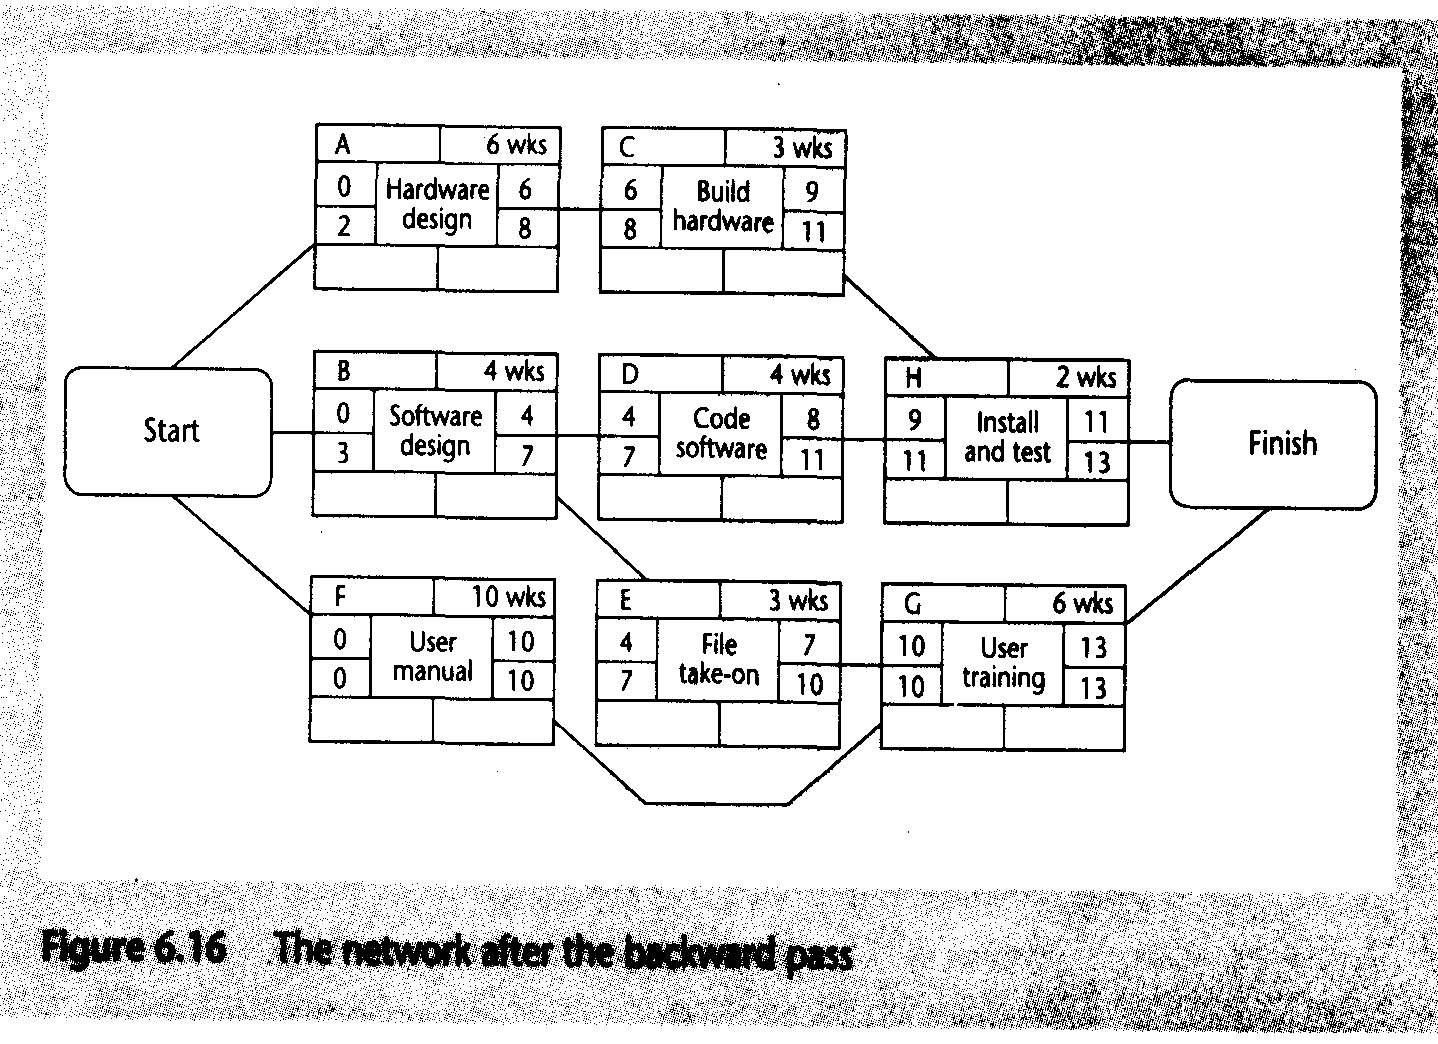 A 6 wks
0 Hardware 6
2 design 8
C 3 wks
6 Build 9
8 hardware 11
Start
B 4 wks
0 Software 4
3 design 7
D 4 wks
4 Code 8
7 software 11
H 2 wks
9 Install 11
11 and test 13
Finish
F 10 wks
0 User 10
0 manual 10
E 3 wks
4 File 7
7 take-on 10
G 6 wks
10 User 13
10 training 13
Figure 6.16 The network after the backward pass